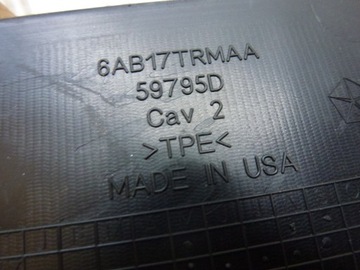 6AB17TRMAA
59795D
Cav 2
>TPE<
MADE IN USA